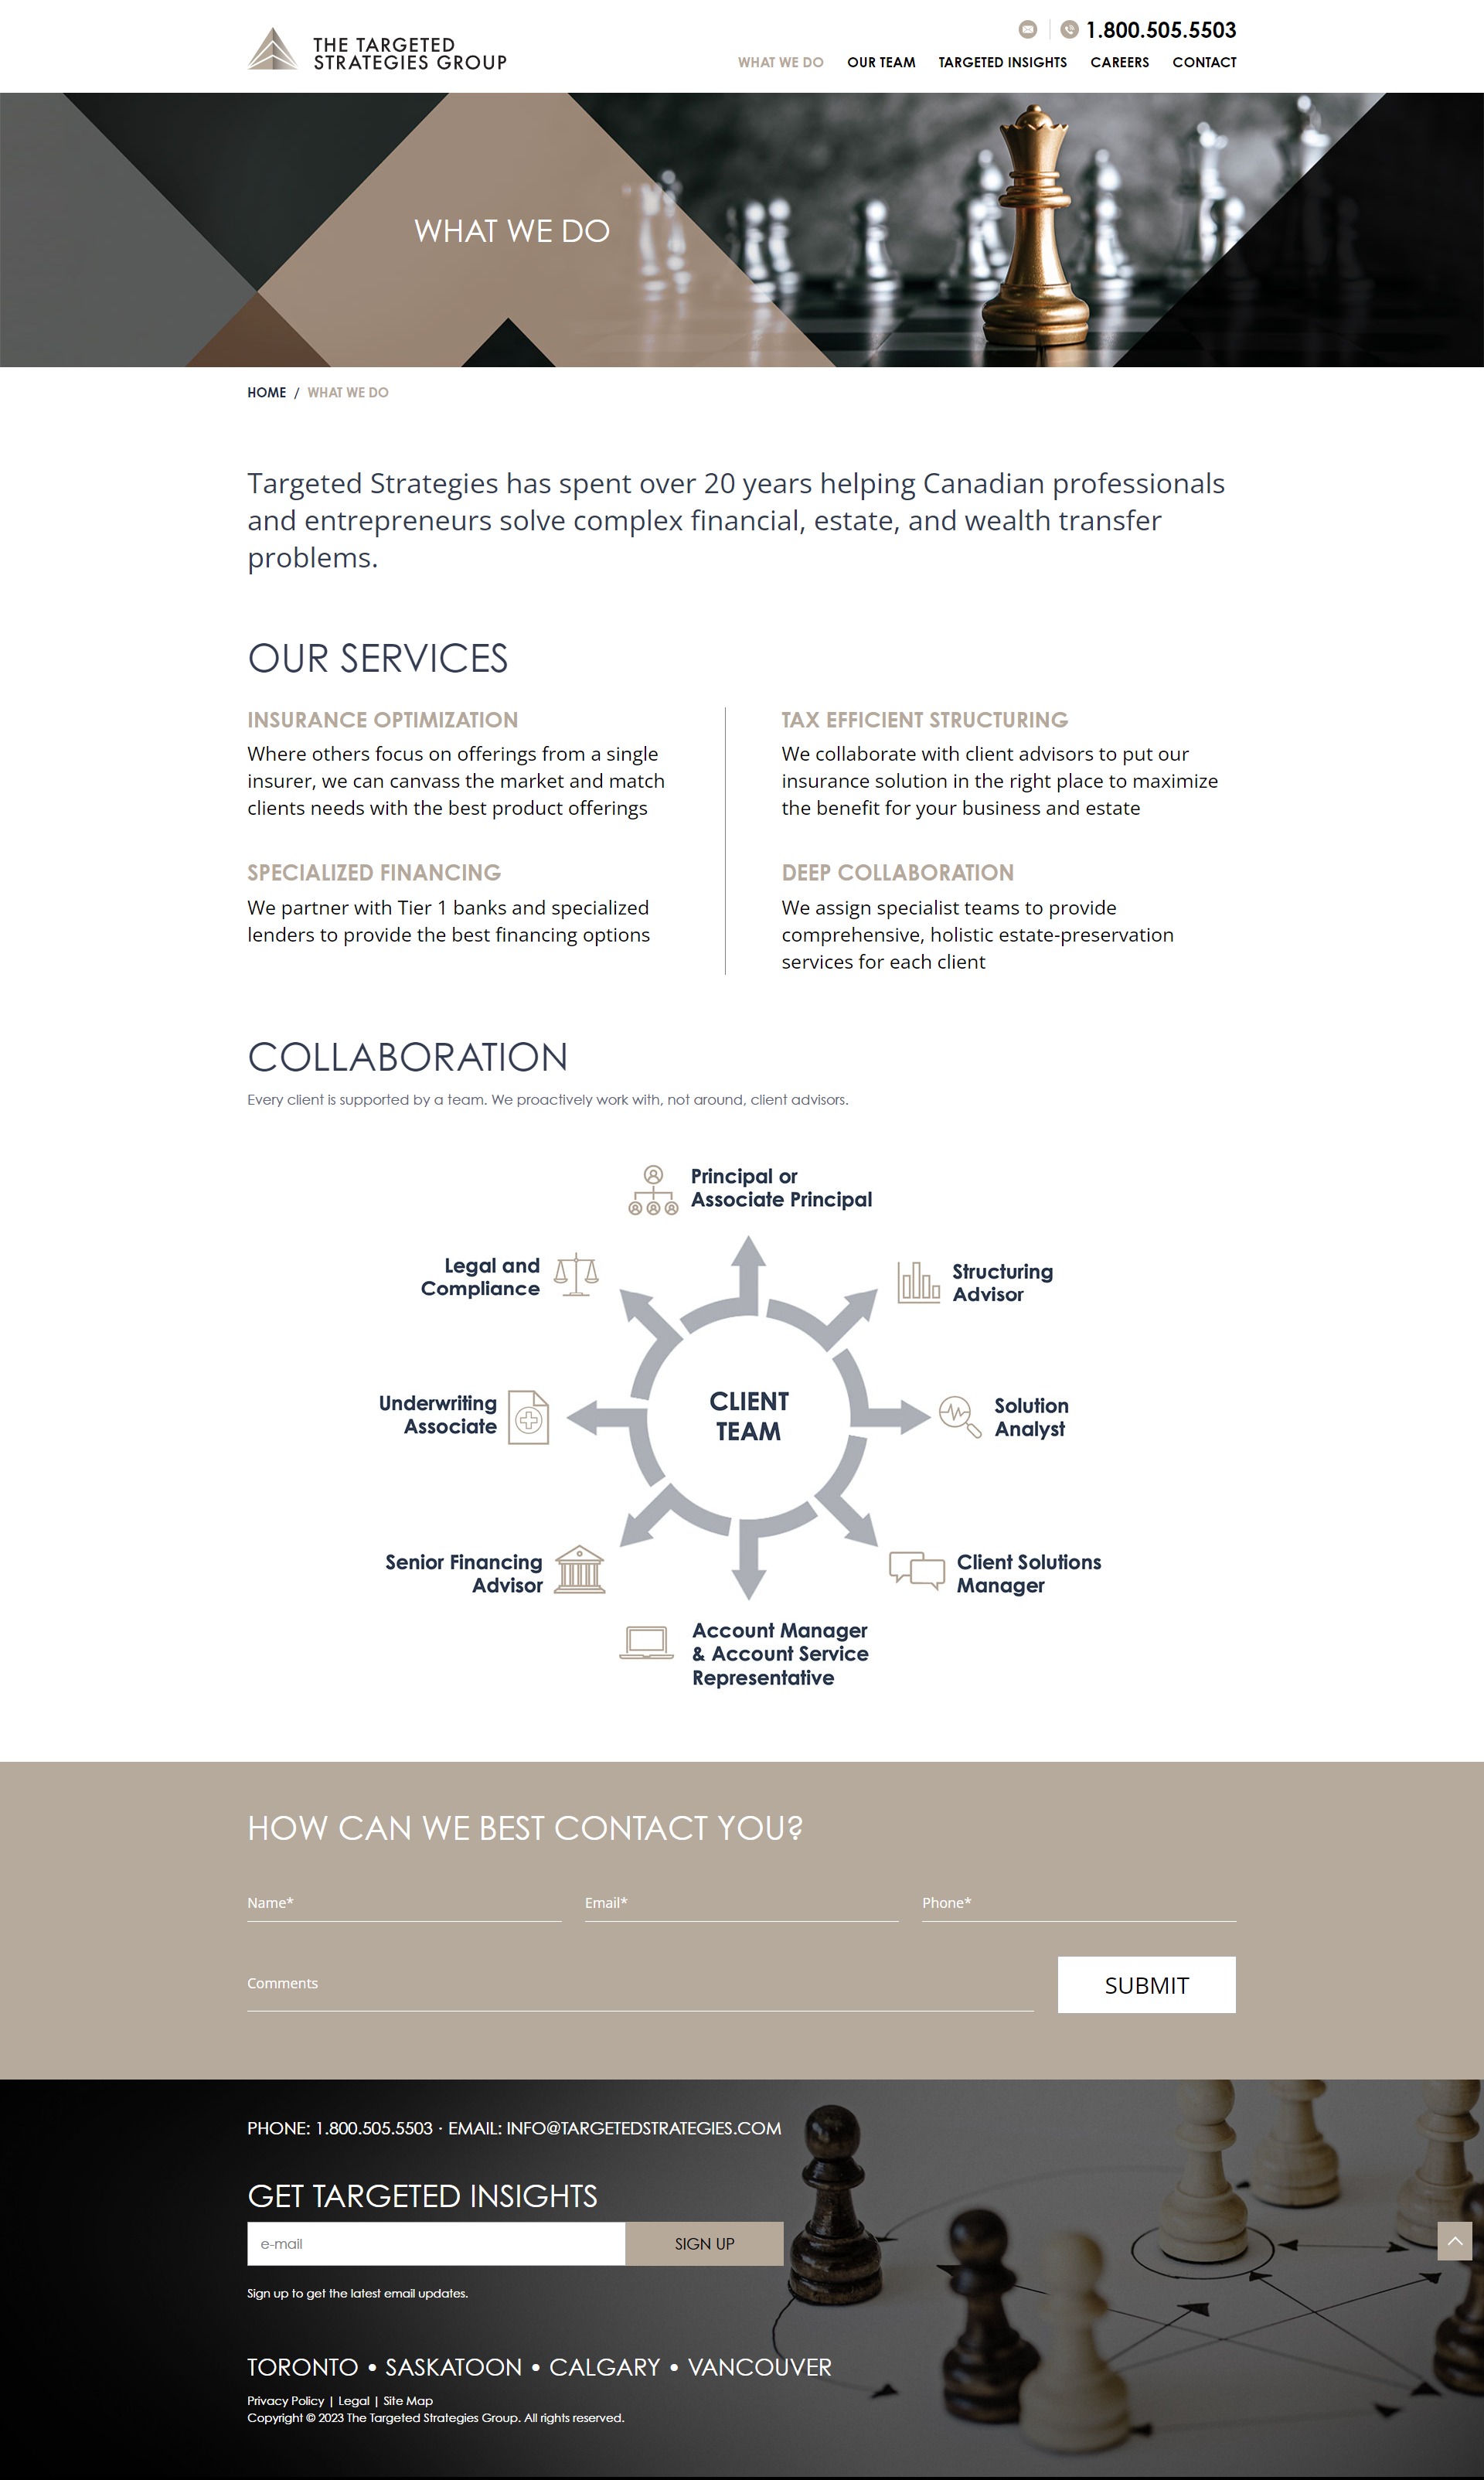 THE TARGETED
STRATEGIES GROUP
1.800.505.5503
WHAT WE DO OUR TEAM TARGETED INSIGHTS CAREERS CONTACT
WHAT WE DO
HOME / WHAT WE DO
Targeted Strategies has spent over 20 years helping Canadian professionals
and entrepreneurs solve complex financial, estate, and wealth transfer
problems.
OUR SERVICES
INSURANCE OPTIMIZATION
Where others focus on offerings from a single
insurer, we can canvass the market and match
clients needs with the best product offerings
TAX EFFICIENT STRUCTURING
We collaborate with client advisors to put our
insurance solution in the right place to maximize
the benefit for your business and estate
SPECIALIZED FINANCING
We partner with Tier 1 banks and specialized
lenders to provide the best financing options
DEEP COLLABORATION
We assign specialist teams to provide
comprehensive, holistic estate-preservation
services for each client
COLLABORATION
Every client is supported by a team. We proactively work with, not around, client advisors.
Principal or
Associate Principal
Legal and
Compliance
Structuring
Advisor
Underwriting
Associate
CLIENT
TEAM
Solution
Analyst
Senior Financing
Advisor
Client Solutions
Manager
Account Manager
& Account Service
Representative
HOW CAN WE BEST CONTACT YOU?
Name* Email* Phone*
Comments
SUBMIT
PHONE: 1.800.505.5503 · EMAIL: INFO@TARGETEDSTRATEGIES.COM
GET TARGETED INSIGHTS
e-mail SIGN UP
Sign up to get the latest email updates.
TORONTO • SASKATOON • CALGARY • VANCOUVER
Privacy Policy | Legal | Site Map
Copyright © 2023 The Targeted Strategies Group. All rights reserved.